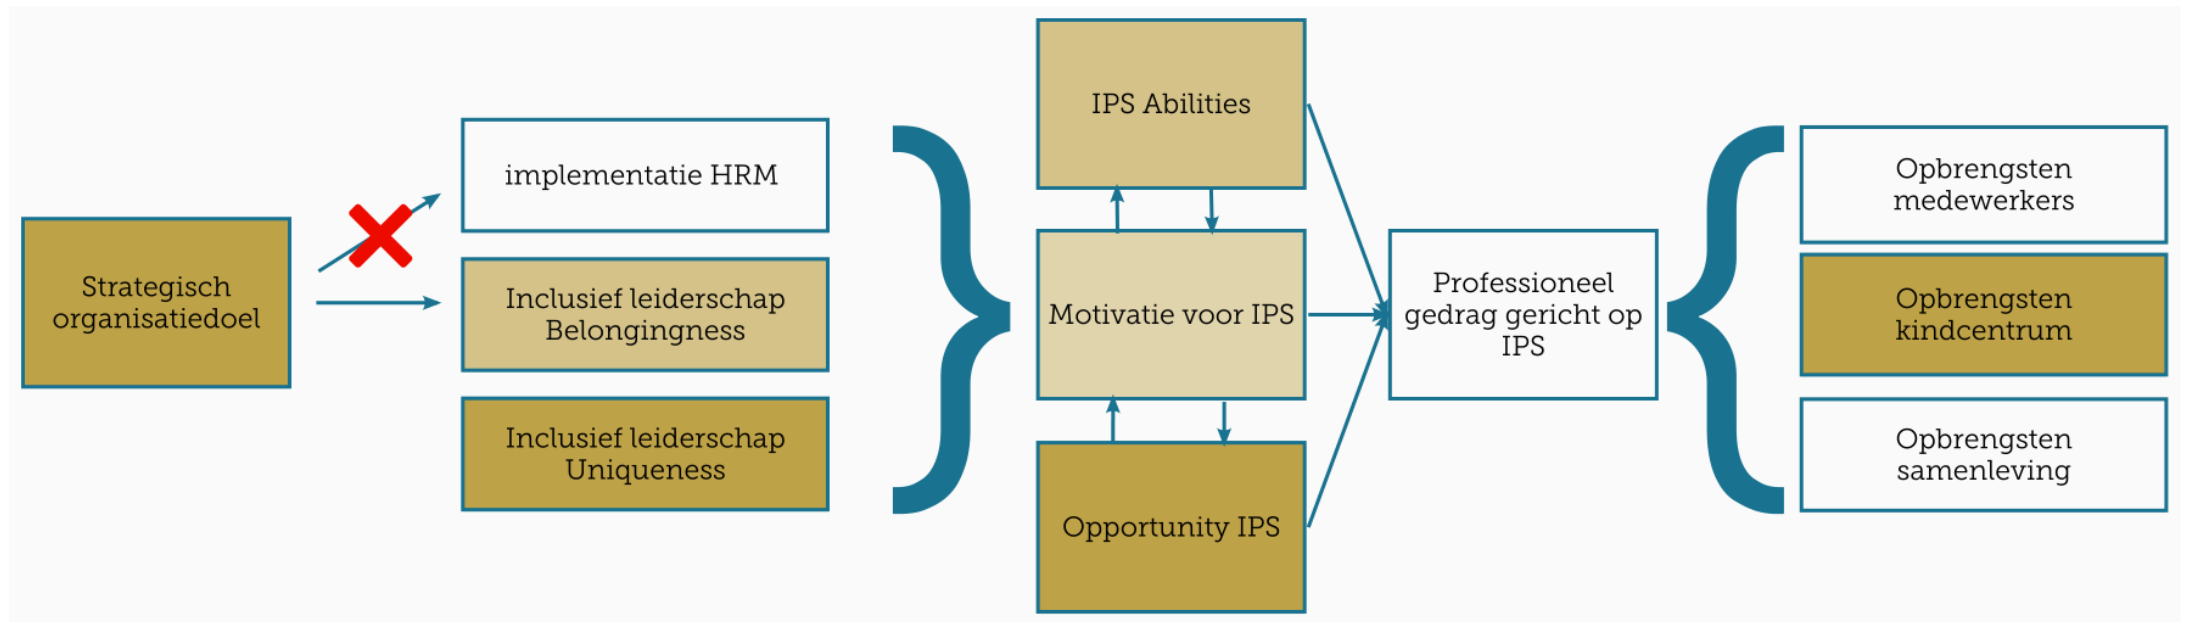 Strategisch
organisatiedoel
implementatie HRM
Inclusief leiderschap
Belongingness
Inclusief leiderschap
Uniqueness
IPS Abilities
Motivatie voor IPS
Opportunity IPS
Professioneel
gedrag gericht op
IPS
Opbrengsten
medewerkers
Opbrengsten
kindcentrum
Opbrengsten
samenleving